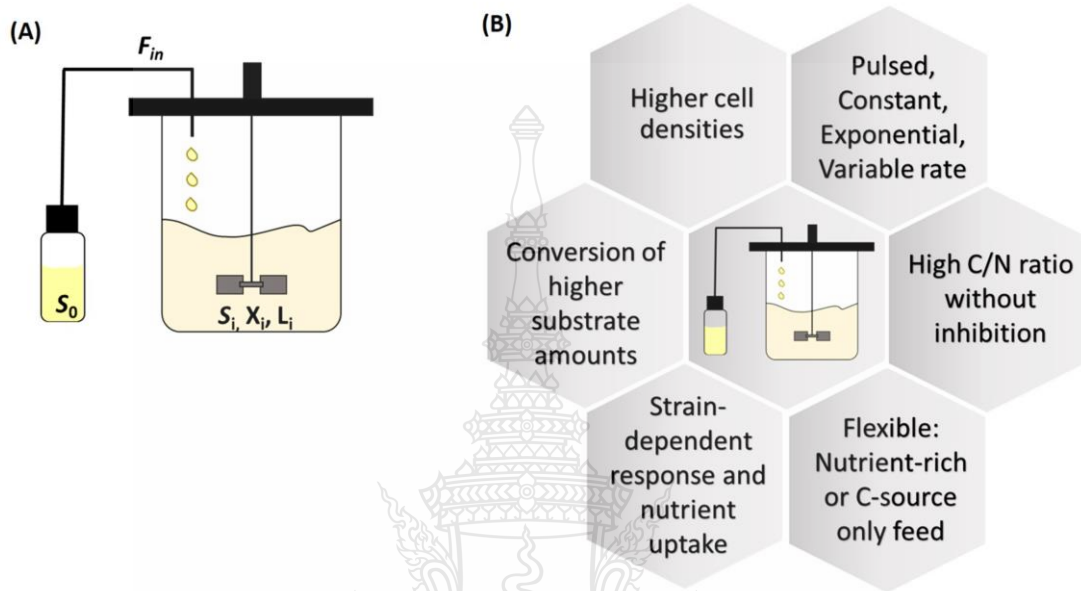 (A)
F_in
S_0
S_i, X_i, L_i
(B)
Higher cell
densities
Pulsed,
Constant,
Exponential,
Variable rate
Conversion of
higher
substrate
amounts
High C/N ratio
without
inhibition
Strain-
dependent
response and
nutrient
uptake
Flexible:
Nutrient-rich
or C-source
only feed